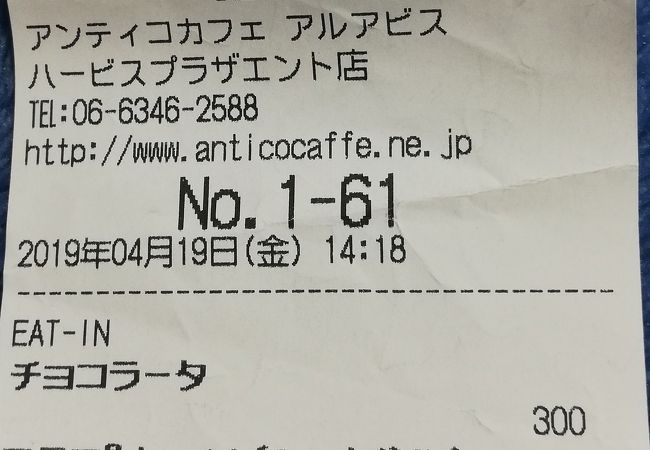 アンティコカフェ アルアビス
ハービスプラザエント店
TEL:06-6346-2588
http://www.anticocaffe.ne.jp
No.1-61
2019年04月19日(金) 14:18
EAT-IN
チョコラータ
300